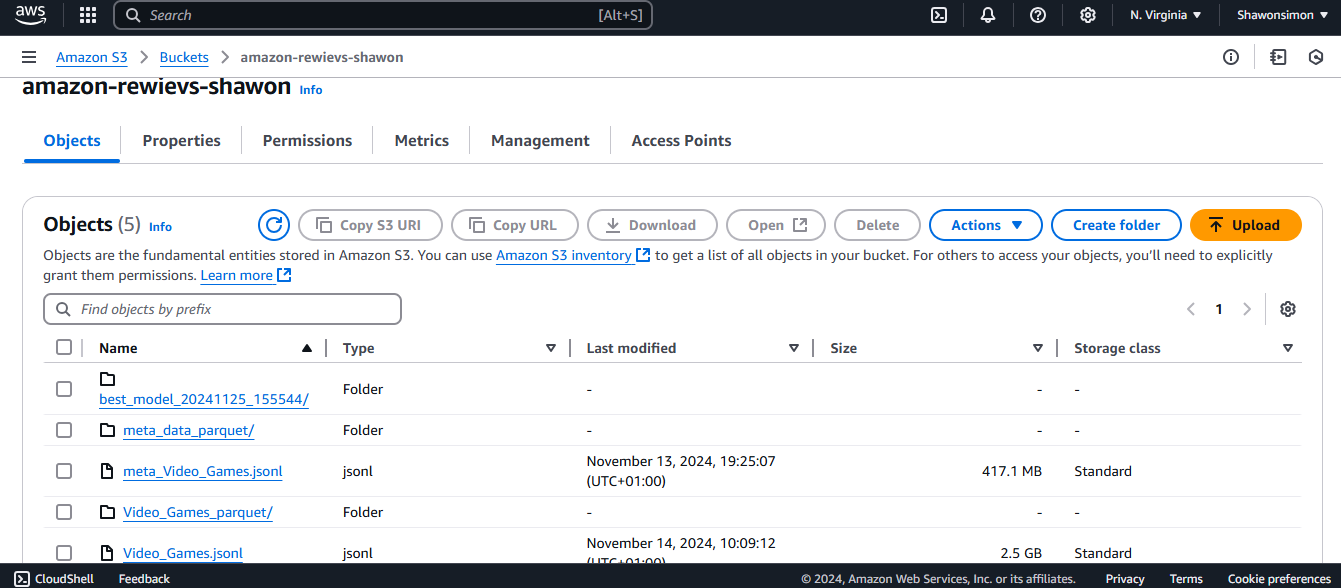 aws
Search
[Alt+S]
N. Virginia
Shawonsimon
Amazon S3
Buckets
amazon-rewievs-shawon
amazon-rewievs-shawon Info
Objects
Properties
Permissions
Metrics
Management
Access Points
Objects (5) Info
Copy S3 URI
Copy URL
Download
Open
Delete
Actions
Create folder
Upload
Objects are the fundamental entities stored in Amazon S3. You can use Amazon S3 inventory to get a list of all objects in your bucket. For others to access your objects, you'll need to explicitly
grant them permissions. Learn more
Find objects by prefix
1
Name Type Last modified Size Storage class
best_model_20241125_155544/ Folder - - -
meta_data_parquet/ Folder - - -
meta_Video_Games.jsonl jsonl November 13, 2024, 19:25:07 417.1 MB Standard
(UTC+01:00)
Video_Games_parquet/ Folder - - -
Video_Games.jsonl jsonl November 14, 2024, 10:09:12 2.5 GB Standard
(UTC+01:00)
CloudShell
Feedback
© 2024, Amazon Web Services, Inc. or its affiliates.
Privacy
Terms
Cookie preferences